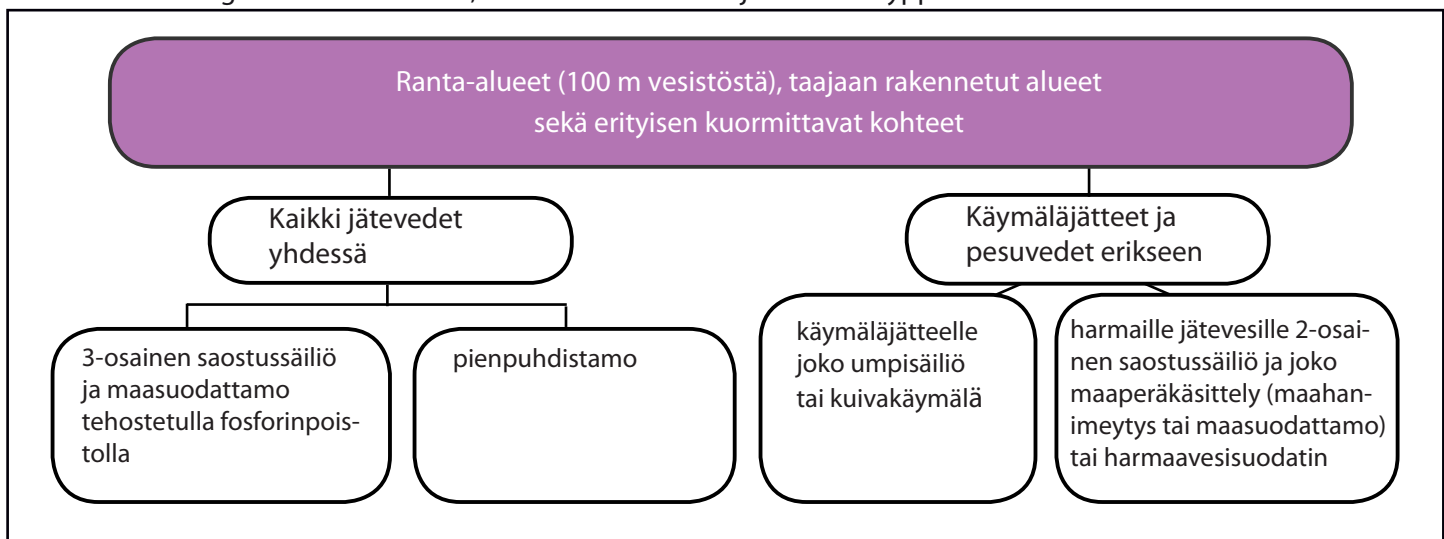 Ranta-alueet (100 m vesistöstä), taajaan rakennetut alueet
sekä erityisen kuormittavat kohteet
Kaikki jätevedet
yhdessä
Käymäläjätteet ja
pesuvedet erikseen
3-osainen saostussäiliö
ja maasuodattamo
tehostetulla fosforinpois-
tolla
pienpuhdistamo
käymäläjätteelle
joko umpisäiliö
tai kuivakäymälä
harmaille jätevesille 2-osai-
nen saostussäiliö ja joko
maaperäkäsittely (maahan-
imeytys tai maasuodattamo)
tai harmaavesisuodatin